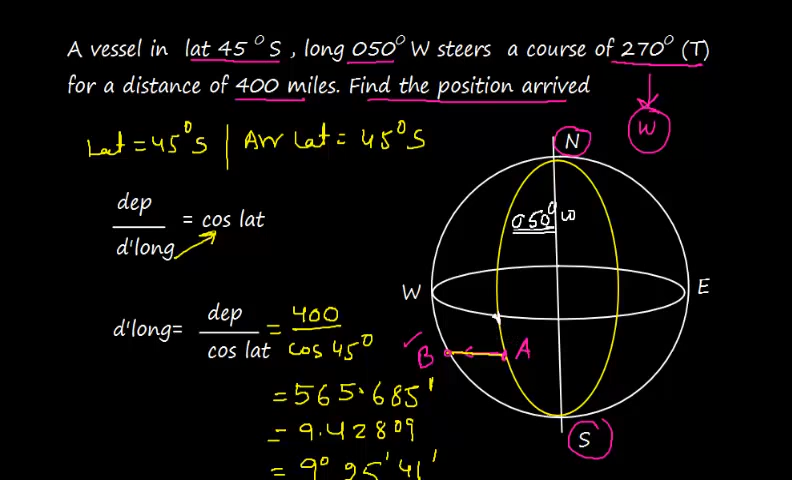 A vessel in lat 45°S, long 050°W steers a course of 270°(T)
for a distance of 400 miles. Find the position arrived
W
Lat = 45°S | Arr Lat = 45°S
N
dep
d'long
= cos lat
050°W
W
E
d'long= dep/cos lat = 400/cos 45°
B
A
= 565.685'
= 9.42809
S
= 9° 25' 41'